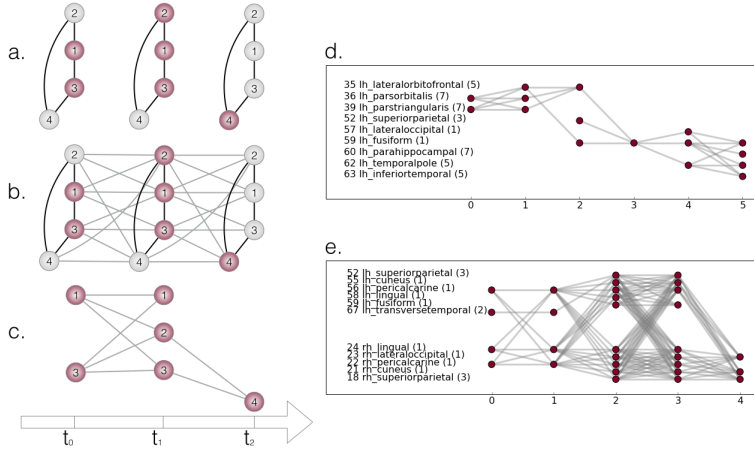 a.
2
2
2
1
1
1
3
3
3
4
4
4
b.
2
2
2
1
1
1
3
3
3
4
4
4
c.
1
1
2
3
3
4
t0
t1
t2
d.
35 lh_lateralorbitofrontal (5)
36 lh_parsorbitalis (7)
39 lh_parstriangularis (7)
52 lh_superiorparietal (3)
57 lh_lateraloccipital (1)
59 lh_fusiform (1)
60 lh_parahippocampal (7)
62 lh_temporalpole (5)
63 lh_inferiortemporal (5)
0 1 2 3 4 5
e.
52 lh_superiorparietal (3)
55 lh_cuneus (1)
56 lh_pericalcarine (1)
58 lh_lingual (1)
59 lh_fusiform (1)
67 lh_transversetemporal (2)
24 rh_lingual (1)
23 rh_lateraloccipital (1)
22 rh_pericalcarine (1)
21 rh_cuneus (1)
18 rh_superiorparietal (3)
0 1 2 3 4